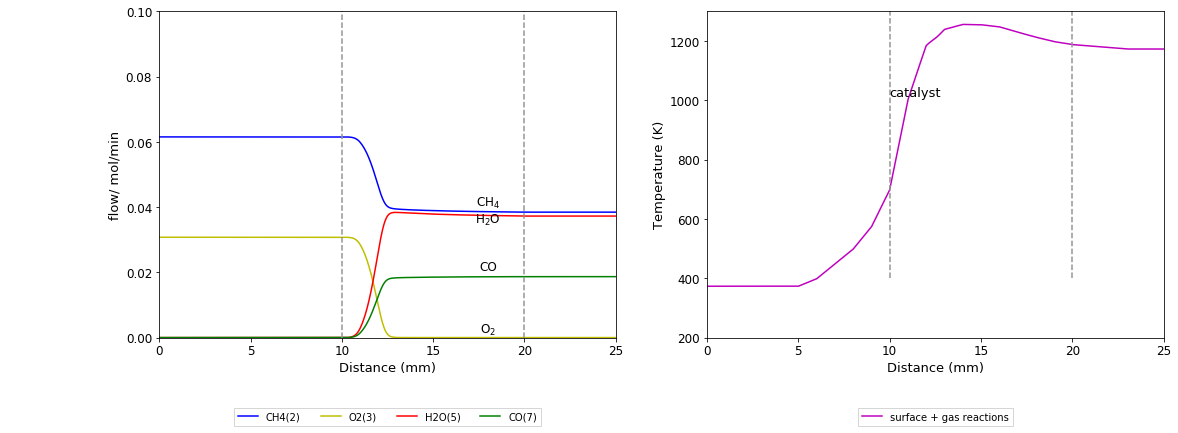 0.10
0.08
0.06
0.04
0.02
0.00
flow/ mol/min
CH4
H2O
CO
O2
0 5 10 15 20 25
Distance (mm)
CH4(2) O2(3) H2O(5) CO(7)
1200
1000
800
600
400
200
Temperature (K)
catalyst
0 5 10 15 20 25
Distance (mm)
surface + gas reactions